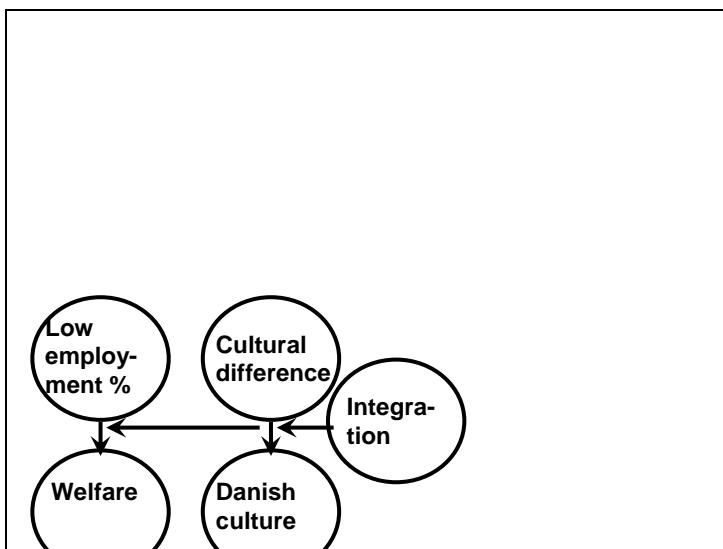 Low
employ-
ment %
Cultural
difference
Integra-
tion
Welfare
Danish
culture